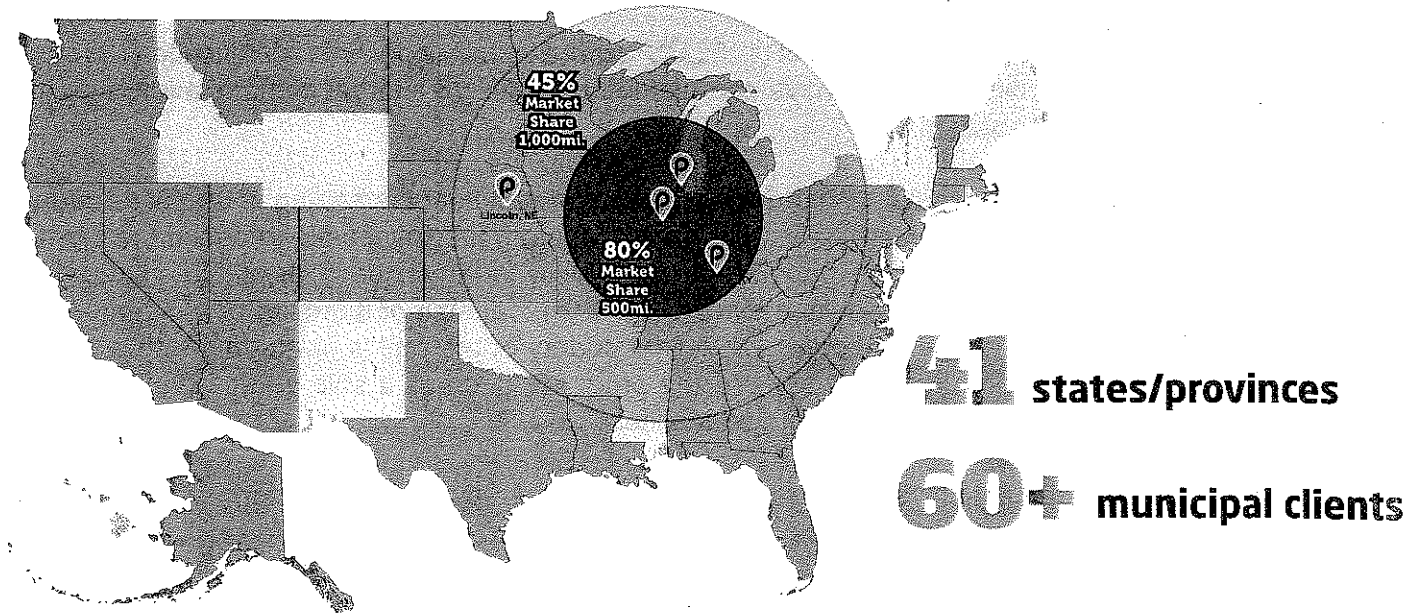 45%
Market
Share
1,000mi.
Lincoln, NE
80%
Market
Share
500mi.
41 states/provinces
60+ municipal clients